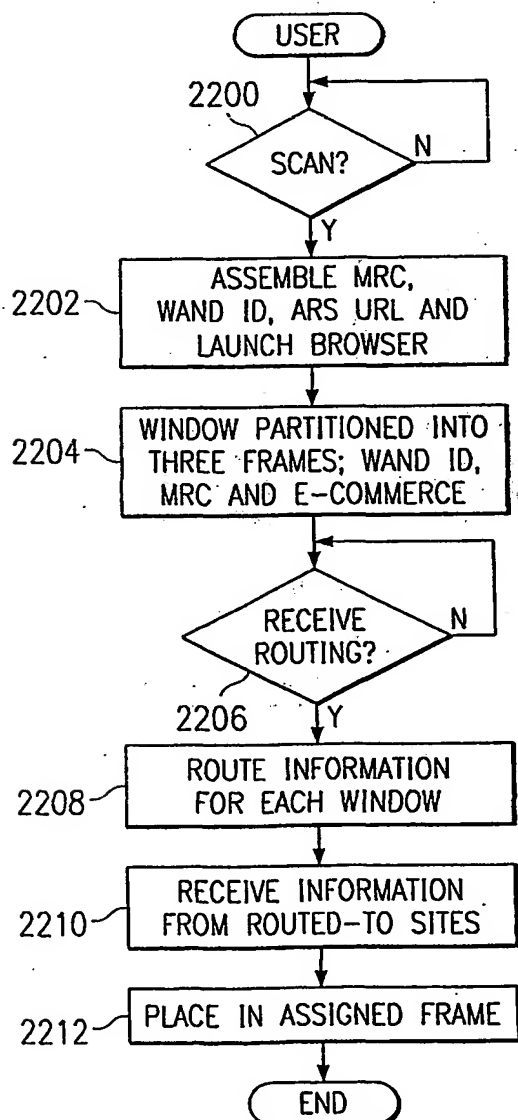 USER
2200
SCAN?
N
Y
2202
ASSEMBLE MRC,
WAND ID, ARS URL AND
LAUNCH BROWSER
2204
WINDOW PARTITIONED INTO
THREE FRAMES; WAND ID,
MRC AND E-COMMERCE
RECEIVE
ROUTING?
N
2206
Y
2208
ROUTE INFORMATION
FOR EACH WINDOW
2210
RECEIVE INFORMATION
FROM ROUTED-TO SITES
2212
PLACE IN ASSIGNED FRAME
END